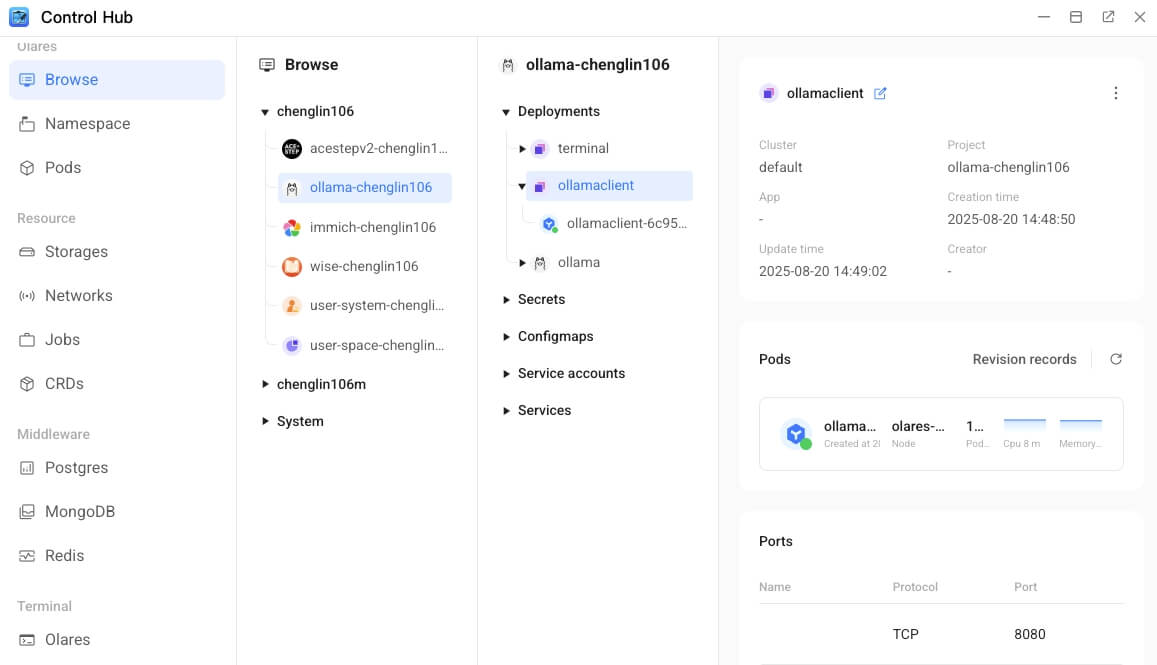 Control Hub
Olares
Browse
Namespace
Pods
Resource
Storages
Networks
Jobs
CRDs
Middleware
Postgres
MongoDB
Redis
Terminal
Olares
Browse
chenglin106
ACE-STEP
acestepv2-chenglin1...
ollama-chenglin106
immich-chenglin106
wise-chenglin106
user-system-chengli...
user-space-chenglin...
chenglin106m
System
ollama-chenglin106
Deployments
terminal
ollamaclient
ollamaclient-6c95...
ollama
Secrets
Configmaps
Service accounts
Services
ollamaclient
Cluster Project
default ollama-chenglin106
App Creation time
- 2025-08-20 14:48:50
Update time Creator
2025-08-20 14:49:02 -
Pods Revision records
ollama... olares-... 1...
Created at 2 Node Pod... Cpu 8 m Memory...
Ports
Name Protocol Port
TCP 8080